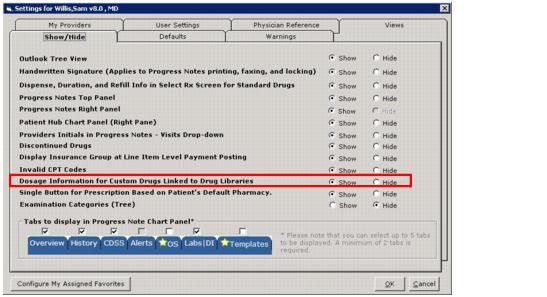 Settings for Willis,Sam v8.0 , MD
My Providers User Settings Physician Reference Views
Show/Hide Defaults Warnings
Outlook Tree View Show Hide
Handwritten Signature (Applies to Progress Notes printing, faxing, and locking) Show Hide
Dispense, Duration, and Refill Info in Select Rx Screen for Standard Drugs Show Hide
Progress Notes Top Panel Show Hide
Progress Notes Right Panel Show Hide
Patient Hub Chart Panel (Right Pane) Show Hide
Providers Initials in Progress Notes - Visits Drop-down Show Hide
Discontinued Drugs Show Hide
Display Insurance Group at Line Item Level Payment Posting Show Hide
Invalid CPT Codes Show Hide
Dosage Information for Custom Drugs Linked to Drug Libraries Show Hide
Single Button for Prescription Based on Patient's Default Pharmacy. Show Hide
Examination Categories (Tree) Show Hide
Tabs to display in Progress Note Chart Panel*
Overview History CDSS Alerts OS Labs|DI Templates
* Please note that you can select up to 5 tabs
to be displayed. A minimum of 2 tabs is
required.
Configure My Assigned Favorites OK Cancel